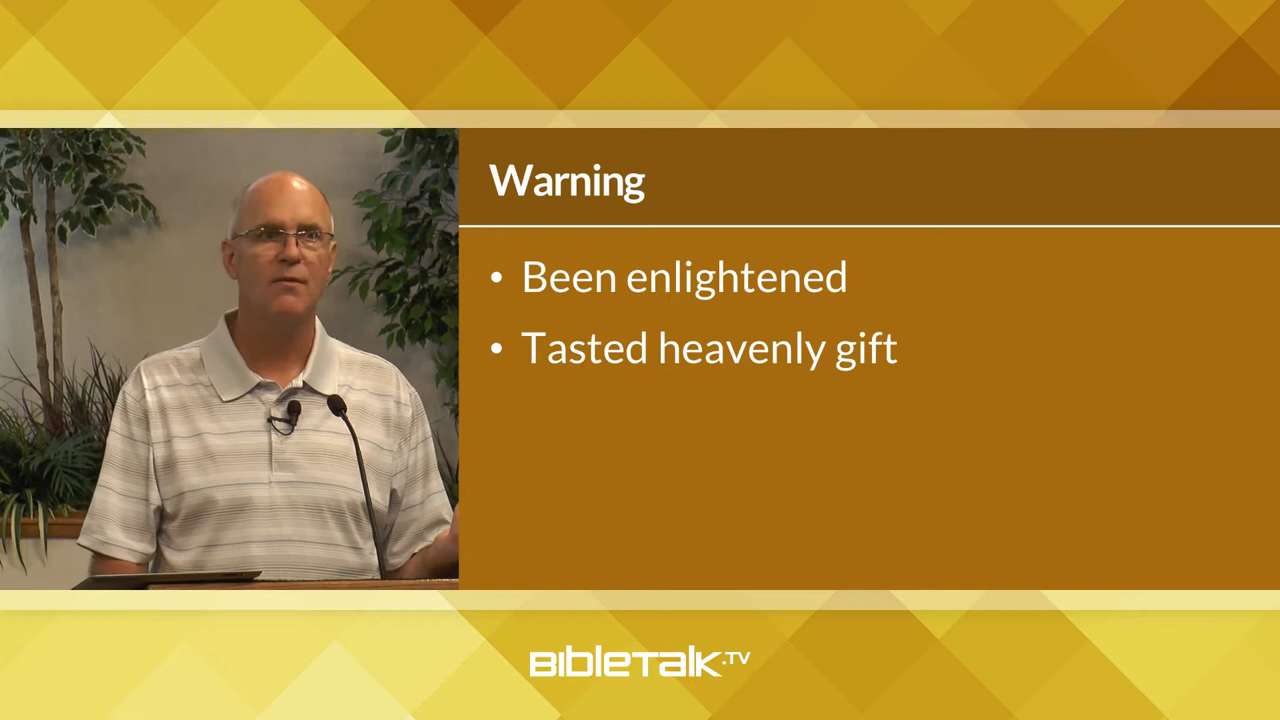 Warning
• Been enlightened
• Tasted heavenly gift
BIBLETALK.TV